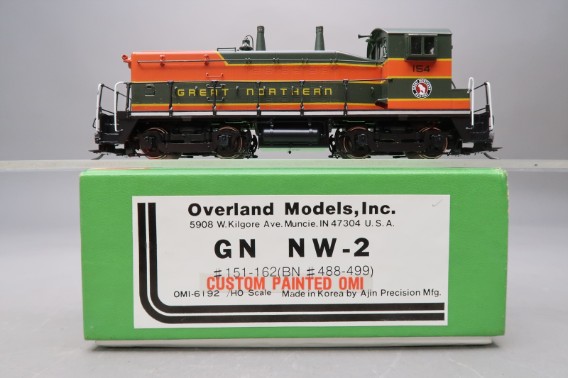 154
GREAT NORTHERN
Overland Models, Inc.
5908 W. Kilgore Ave. Muncie, IN 47304 U.S.A.
GN NW-2
#151-162(BN #488-499)
CUSTOM PAINTED OMI
OMI-6192 /HO Scale Made in Korea by Ajin Precision Mfg.